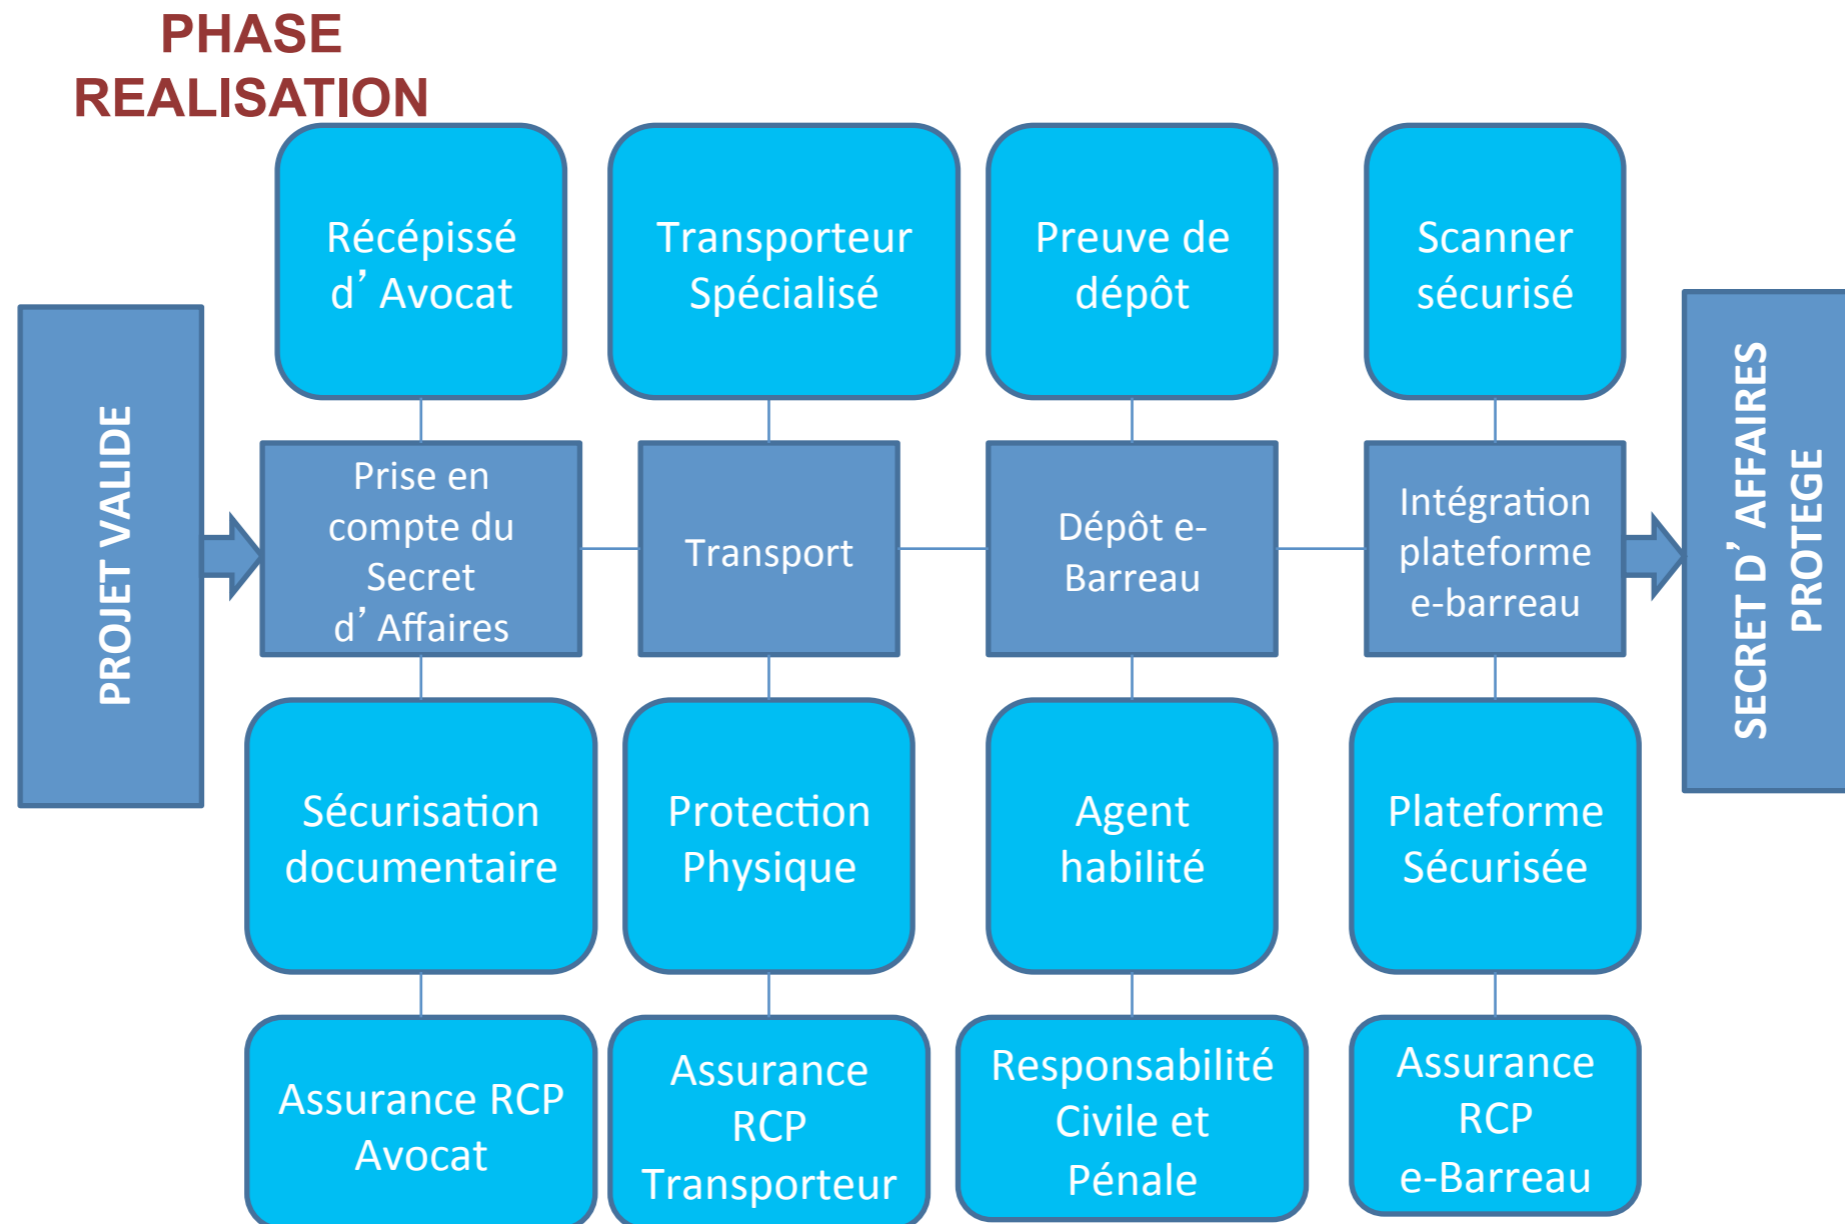 PHASE
REALISATION
Récépissé
d’ Avocat
Transporteur
Spécialisé
Preuve de
dépôt
Scanner
sécurisé
PROJET VALIDE
Prise en
compte du
Secret
d’ Affaires
Transport
Dépôt e-
Barreau
Intégration
plateforme
e-barreau
SECRET D’ AFFAIRES
PROTEGE
Sécurisation
documentaire
Protection
Physique
Agent
habilité
Plateforme
Sécurisée
Assurance RCP
Avocat
Assurance
RCP
Transporteur
Responsabilité
Civile et
Pénale
Assurance
RCP
e-Barreau